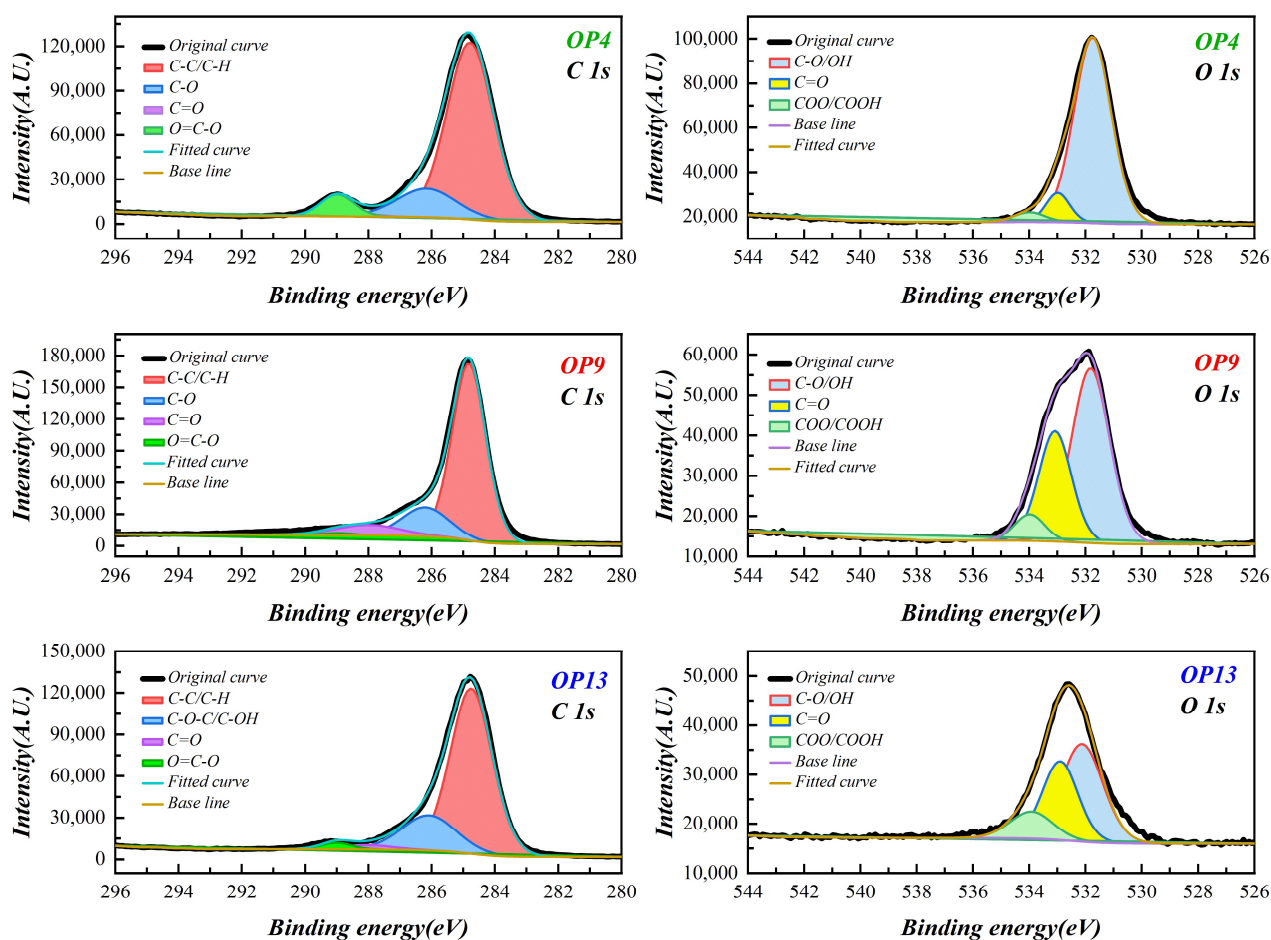 OP4
C 1s
Original curve
C-C/C-H
C-O
C=O
O=C-O
Fitted curve
Base line
Intensity(A.U.)
120,000
90,000
60,000
30,000
0
296 294 292 290 288 286 284 282 280
Binding energy(eV)
OP4
O 1s
Original curve
C-O/OH
C=O
COO/COOH
Base line
Fitted curve
Intensity(A.U.)
100,000
80,000
60,000
40,000
20,000
544 542 540 538 536 534 532 530 528 526
Binding energy(eV)
OP9
C 1s
Original curve
C-C/C-H
C-O
C=O
O=C-O
Fitted curve
Base line
Intensity(A.U.)
180,000
150,000
120,000
90,000
60,000
30,000
0
296 294 292 290 288 286 284 282 280
Binding energy(eV)
OP9
O 1s
Original curve
C-O/OH
C=O
COO/COOH
Base line
Fitted curve
Intensity(A.U.)
60,000
50,000
40,000
30,000
20,000
10,000
544 542 540 538 536 534 532 530 528 526
Binding energy(eV)
OP13
C 1s
Original curve
C-C/C-H
C-O-C/C-OH
C=O
O=C-O
Fitted curve
Base line
Intensity(A.U.)
150,000
120,000
90,000
60,000
30,000
0
296 294 292 290 288 286 284 282 280
Binding energy(eV)
OP13
O 1s
Original curve
C-O/OH
C=O
COO/COOH
Base line
Fitted curve
Intensity(A.U.)
50,000
40,000
30,000
20,000
10,000
544 542 540 538 536 534 532 530 528 526
Binding energy(eV)